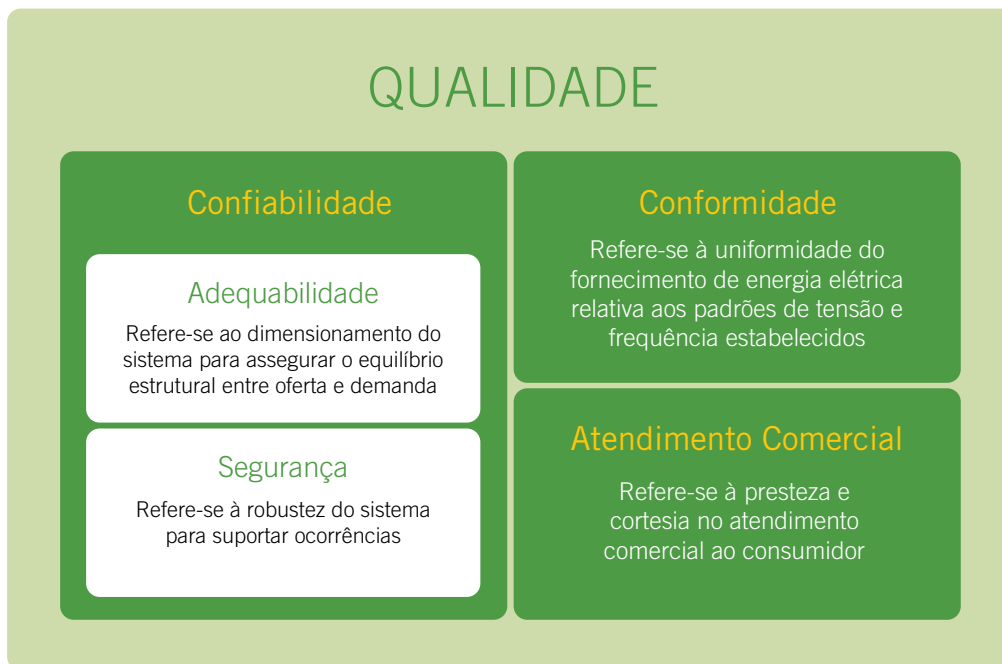 QUALIDADE
Confiabilidade
Adequabilidade
Refere-se ao dimensionamento do
sistema para assegurar o equilíbrio
estrutural entre oferta e demanda
Segurança
Refere-se à robustez do sistema
para suportar ocorrências
Conformidade
Refere-se à uniformidade do
fornecimento de energia elétrica
relativa aos padrões de tensão e
frequência estabelecidos
Atendimento Comercial
Refere-se à presteza e
cortesia no atendimento
comercial ao consumidor